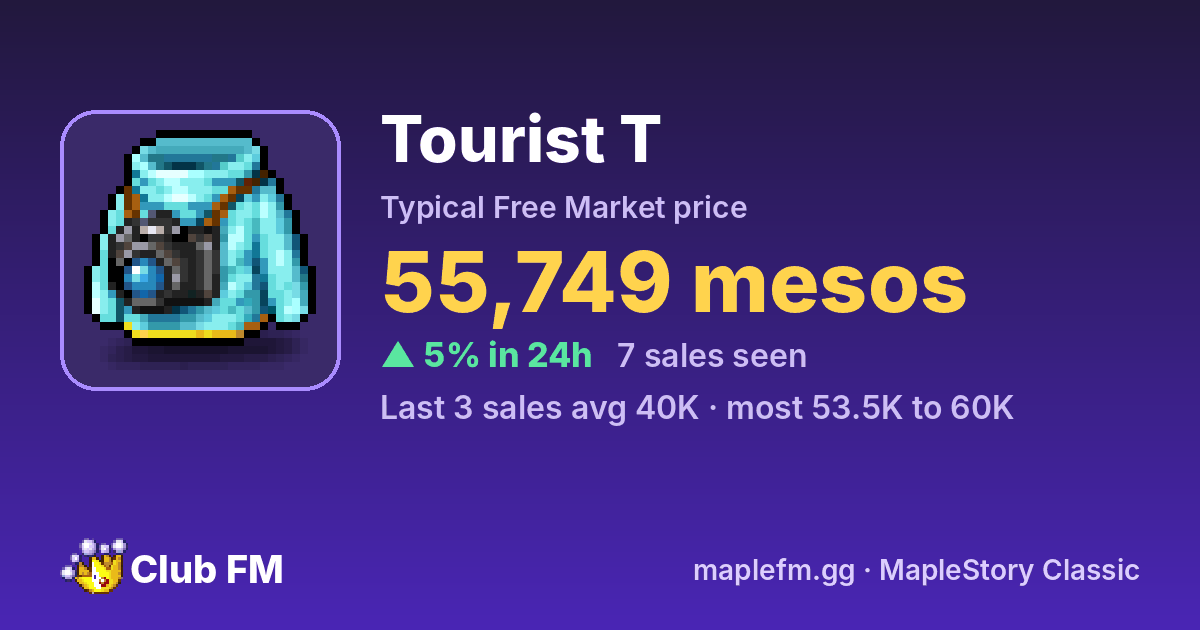 Tourist T
Typical Free Market price
55,749 mesos
▲ 5% in 24h 7 sales seen
Last 3 sales avg 40K · most 53.5K to 60K
Club FM
maplefm.gg · MapleStory Classic